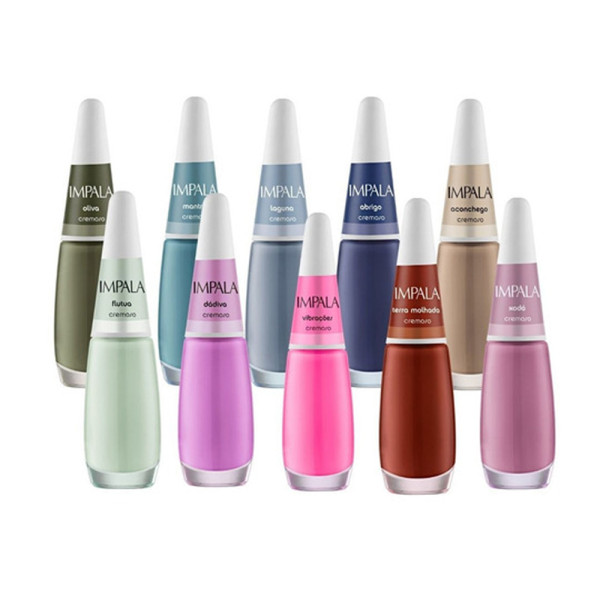 IMPALA
oliva
cremoso
IMPALA
cremoso
IMPALA
laguna
cremoso
IMPALA
abrigo
cremoso
IMPALA
aconchego
cremoso
IMPALA
flutua
cremoso
IMPALA
dádiva
cremoso
IMPALA
vibrações
cremoso
IMPALA
terra molhada
cremoso
IMPALA
xodó
cremoso